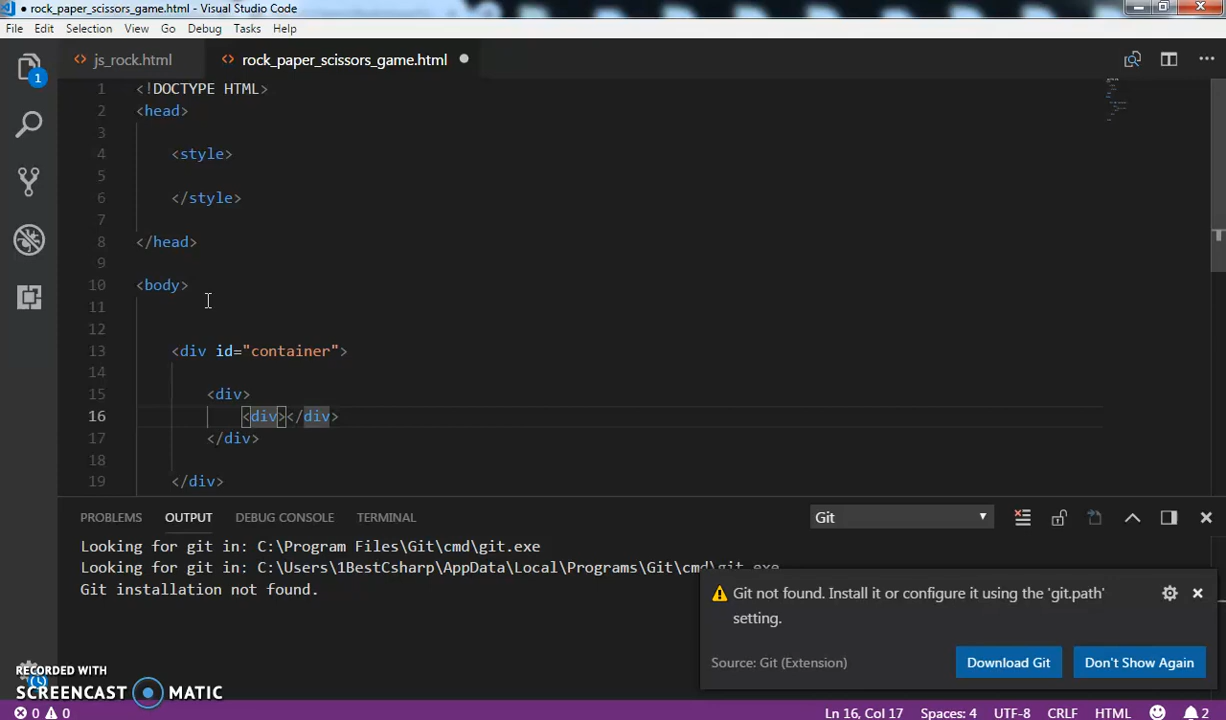 rock_paper_scissors_game.html - Visual Studio Code
File Edit Selection View Go Debug Tasks Help
js_rock.html rock_paper_scissors_game.html
1 <!DOCTYPE HTML>
2 <head>
3
4 <style>
5
6 </style>
7
8 </head>
9
10 <body>
11
12
13 <div id="container">
14
15 <div>
16 <div></div>
17 </div>
18
19 </div>
1
PROBLEMS OUTPUT DEBUG CONSOLE TERMINAL Git
Looking for git in: C:\Program Files\Git\cmd\git.exe
Looking for git in: C:\Users\1BestCsharp\AppData\Local\Programs\Git\cmd\git.exe
Git installation not found.
Git not found. Install it or configure it using the 'git.path'
setting.
Source: Git (Extension) Download Git Don't Show Again
RECORDED WITH
SCREENCAST MATIC
0 0 Ln 16, Col 17 Spaces: 4 UTF-8 CRLF HTML 2